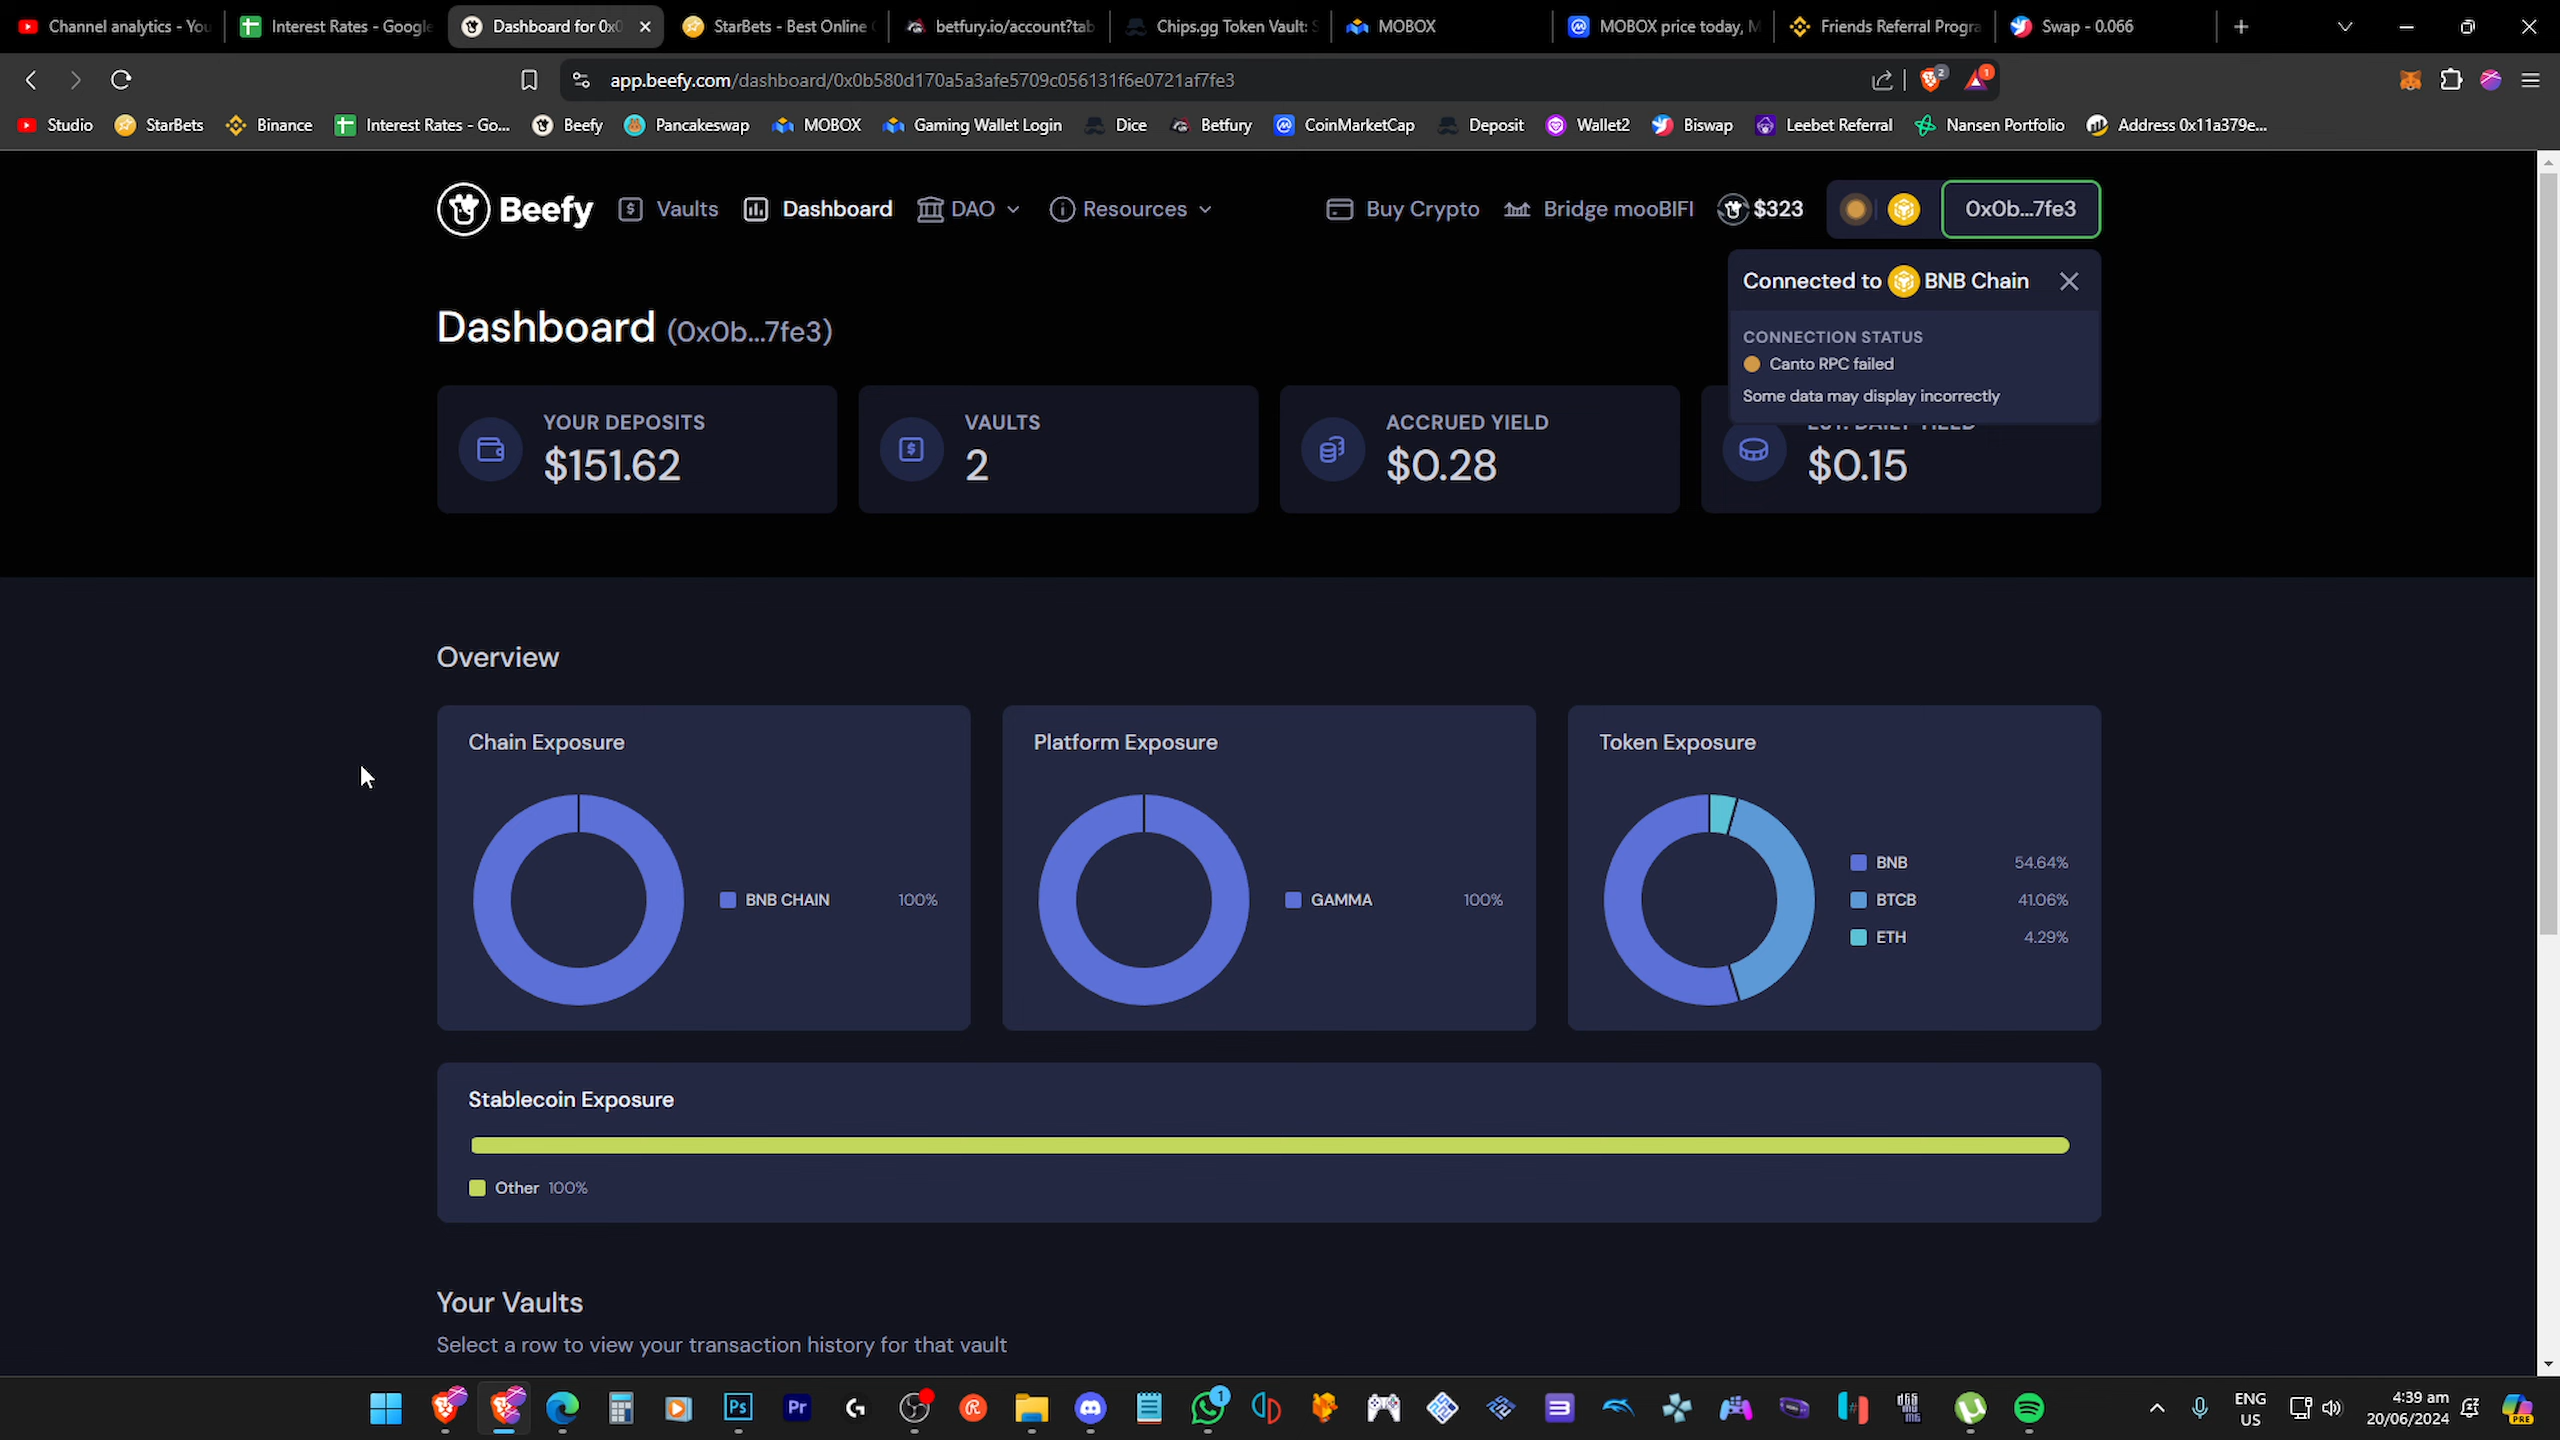 Channel analytics - You
Interest Rates - Google
Dashboard for 0x0
StarBets - Best Online
betfury.io/account?tab
Chips.gg Token Vault: S
MOBOX
MOBOX price today, M
Friends Referral Progra
Swap - 0.066
app.beefy.com/dashboard/0x0b580d170a5a3afe5709c056131f6e0721af7fe3
2
1
Studio
StarBets
Binance
Interest Rates - Go...
Beefy
Pancakeswap
MOBOX
Gaming Wallet Login
Dice
Betfury
CoinMarketCap
Deposit
Wallet2
Biswap
Leebet Referral
Nansen Portfolio
Address 0x11a379e...
Beefy
Vaults
Dashboard
DAO
Resources
Buy Crypto
Bridge mooBIFI
$323
0x0b...7fe3
Connected to BNB Chain
CONNECTION STATUS
Canto RPC failed
Some data may display incorrectly
Dashboard (0x0b...7fe3)
YOUR DEPOSITS
$151.62
VAULTS
2
ACCRUED YIELD
$0.28
$0.15
Overview
Chain Exposure
BNB CHAIN 100%
Platform Exposure
GAMMA 100%
Token Exposure
BNB 54.64%
BTCB 41.06%
ETH 4.29%
Stablecoin Exposure
Other 100%
Your Vaults
Select a row to view your transaction history for that vault
Ps
Pr
1
ENG
US
4:39 am
20/06/2024
PRE